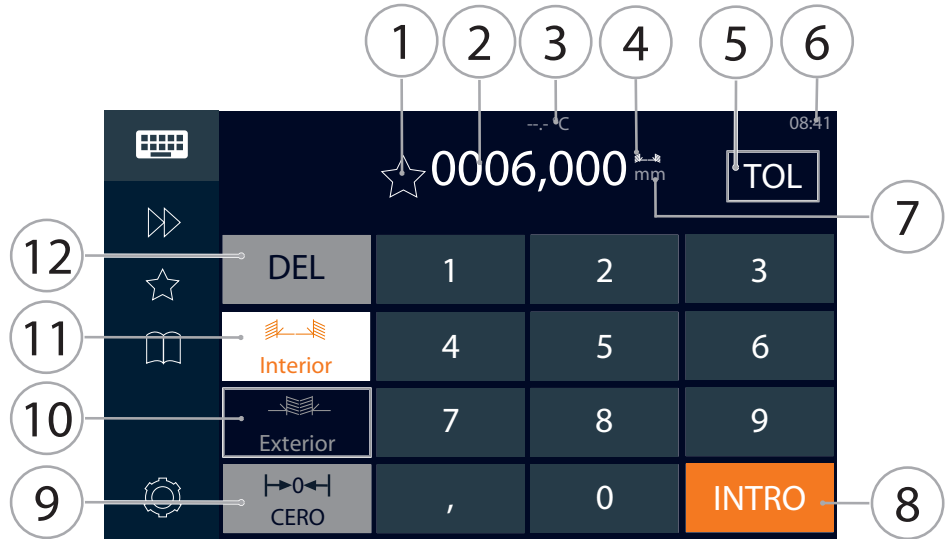 1 2 3 4 5 6
--.- °C 08:41
0006,000 mm TOL
7
12 DEL 1 2 3
11 Interior 4 5 6
10 Exterior 7 8 9
9 0 CERO , 0 INTRO 8